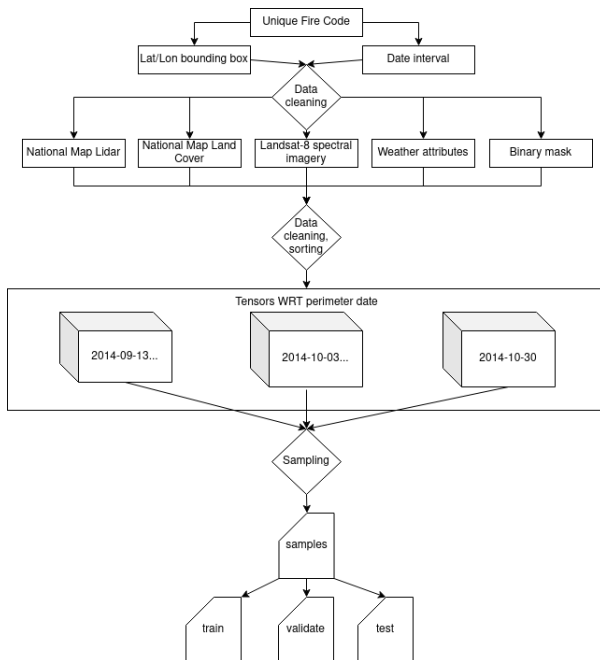 Unique Fire Code
Lat/Lon bounding box
Date interval
Data
cleaning
National Map Lidar
National Map Land
Cover
Landsat-8 spectral
imagery
Weather attributes
Binary mask
Data
cleaning,
sorting
Tensors WRT perimeter date
2014-09-13...
2014-10-03...
2014-10-30
Sampling
samples
train
validate
test